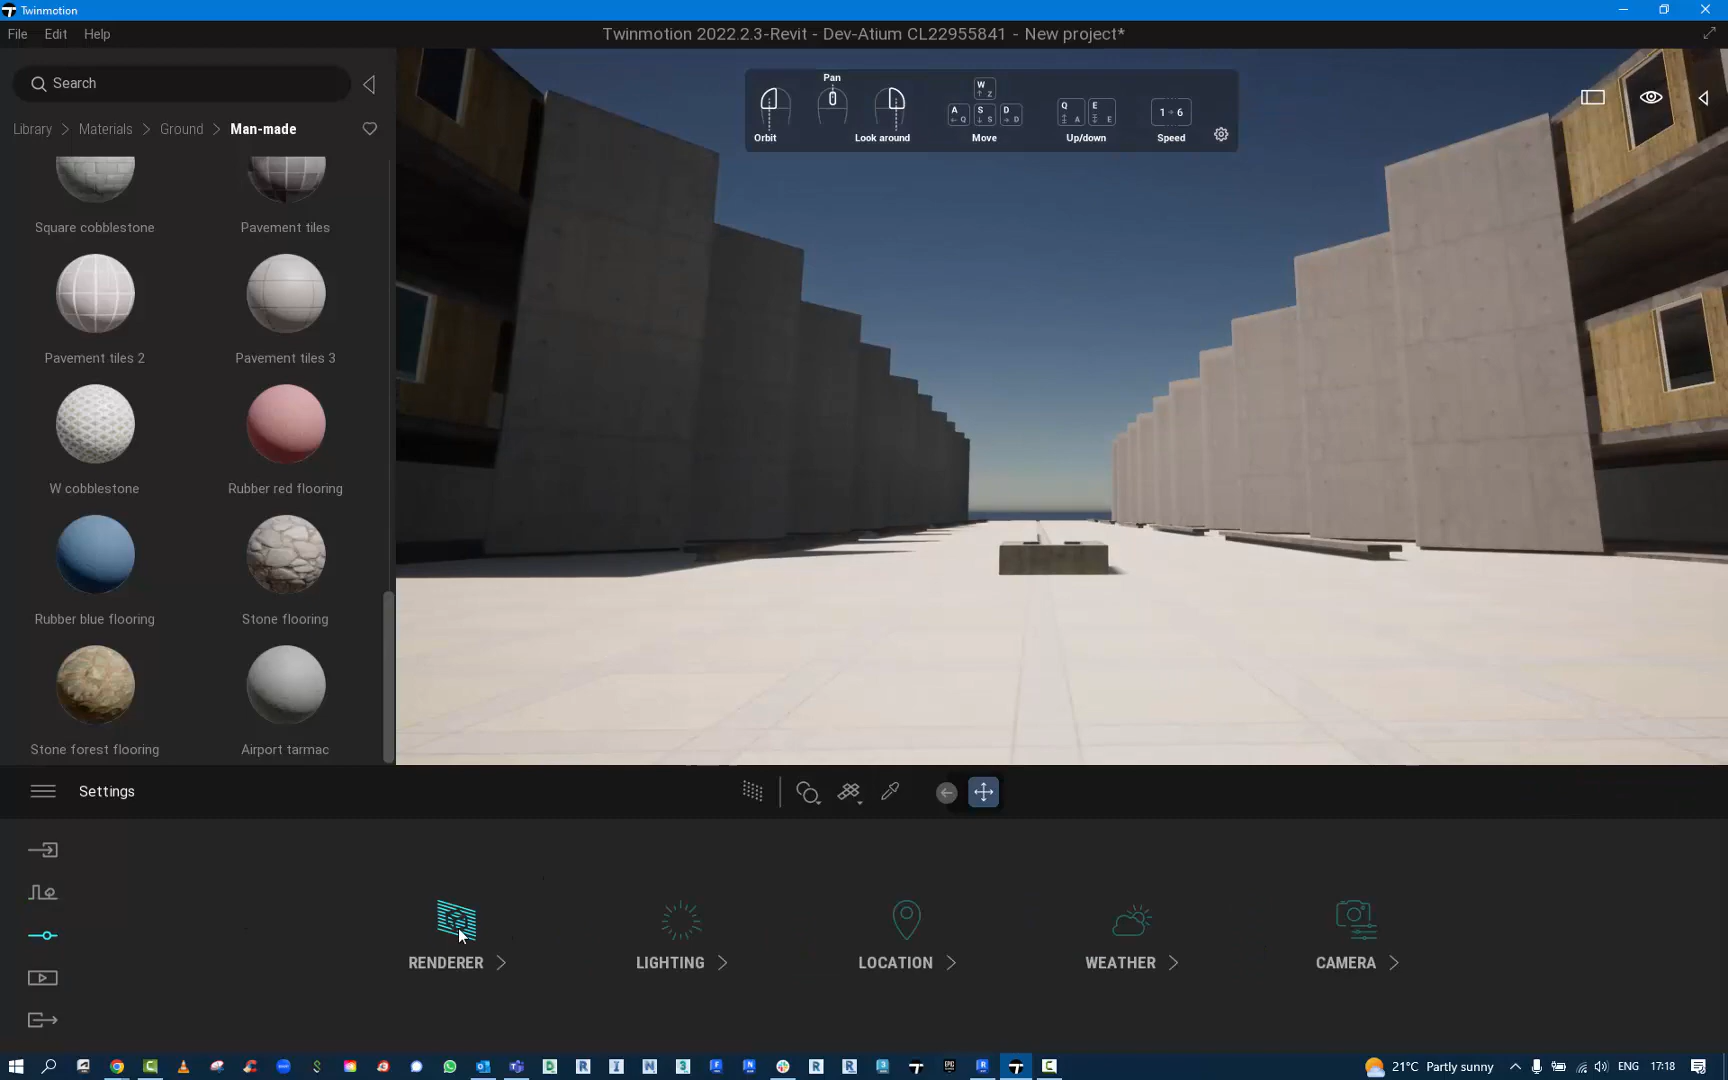 Twinmotion
File Edit Help
Twinmotion 2022.2.3-Revit - Dev-Atium CL22955841 - New project*
Search
Library Materials Ground Man-made
Pan
W
↑ Z
A
← Q
S
↓ S
D
→ D
Q
A
E
E
1 - 6
Orbit Look around Move Up/down Speed
Square cobblestone Pavement tiles
Pavement tiles 2 Pavement tiles 3
W cobblestone Rubber red flooring
Rubber blue flooring Stone flooring
Stone forest flooring Airport tarmac
Settings
RENDERER LIGHTING LOCATION WEATHER CAMERA
21°C Partly sunny ENG 17:18